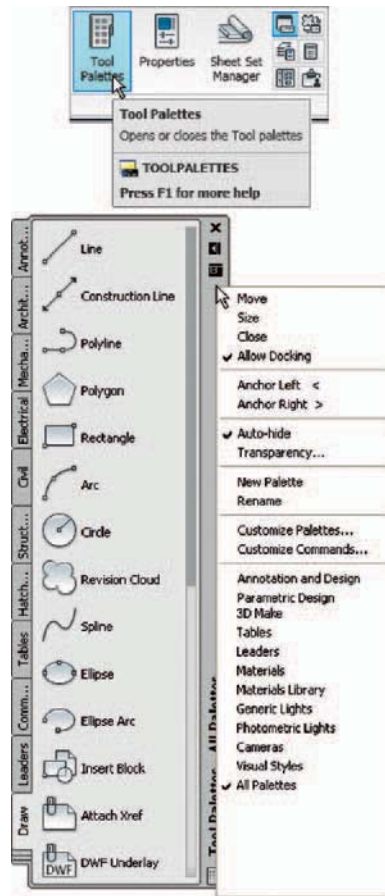 Tool
Palettes
Properties
Sheet Set
Manager
Tool Palettes
Opens or closes the Tool palettes
TOOLPALETTES
Press F1 for more help
Annot...
Archit...
Mecha...
Electrical
Civil
Struct...
Hatch...
Tables
Comm...
Leaders
Draw
Line
Construction Line
Polyline
Polygon
Rectangle
Arc
Circle
Revision Cloud
Spline
Ellipse
Ellipse Arc
Insert Block
Attach Xref
DWF
DWF Underlay
Tool Palettes - All Palettes
Move
Size
Close
Allow Docking
Anchor Left <
Anchor Right >
Auto-hide
Transparency...
New Palette
Rename
Customize Palettes...
Customize Commands...
Annotation and Design
Parametric Design
3D Make
Tables
Leaders
Materials
Materials Library
Generic Lights
Photometric Lights
Cameras
Visual Styles
All Palettes